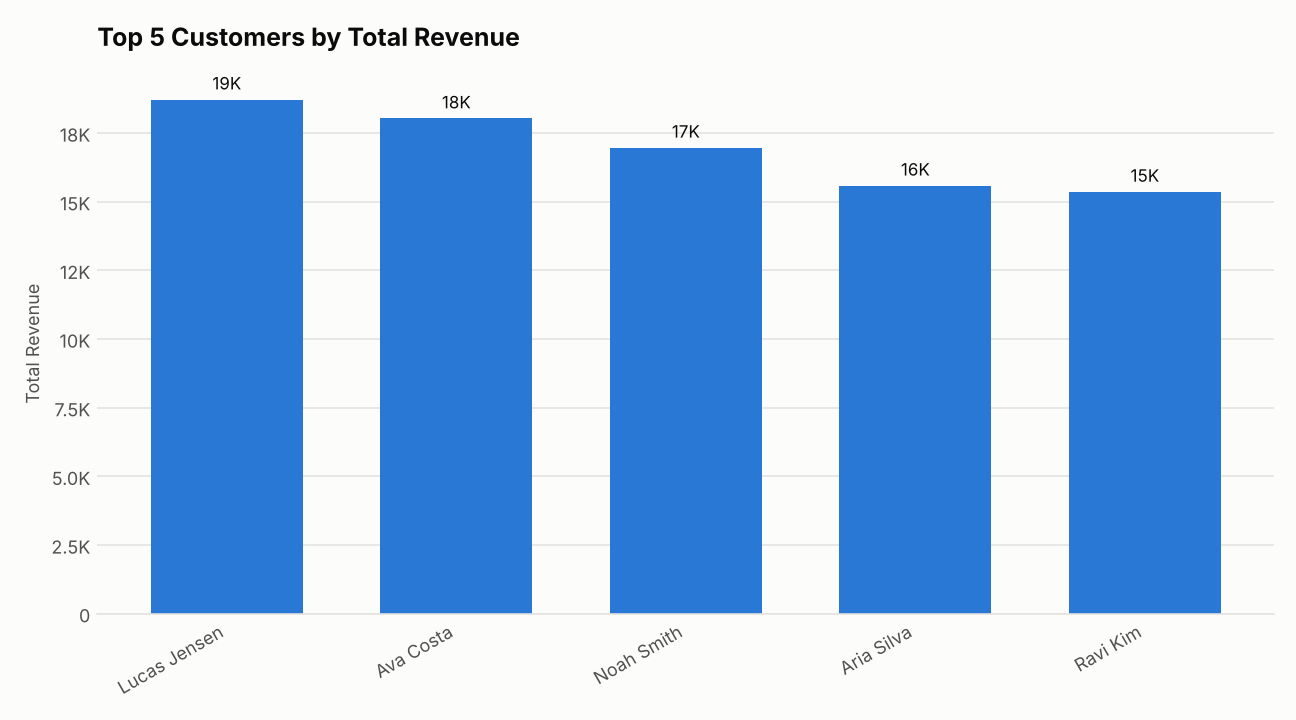 Top 5 Customers by Total Revenue
19K
18K
17K
16K
15K
18K
15K
12K
10K
7.5K
5.0K
2.5K
0
Total Revenue
Lucas Jensen
Ava Costa
Noah Smith
Aria Silva
Ravi Kim